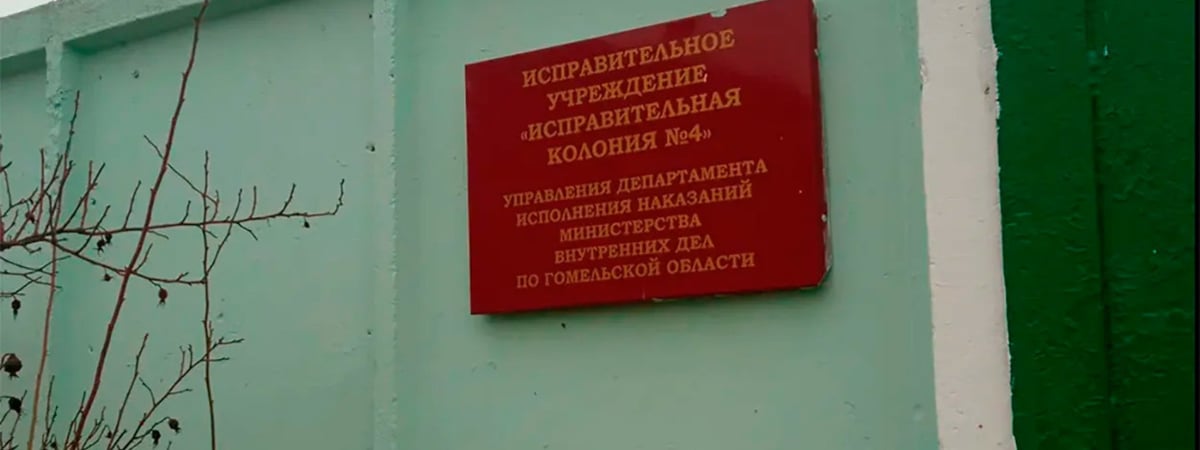 ИСПРАВИТЕЛЬНОЕ
УЧРЕЖДЕНИЕ
«ИСПРАВИТЕЛЬНАЯ
КОЛОНИЯ №4»
УПРАВЛЕНИЯ ДЕПАРТАМЕНТА
ИСПОЛНЕНИЯ НАКАЗАНИЙ
МИНИСТЕРСТВА
ВНУТРЕННИХ ДЕЛ
ПО ГОМЕЛЬСКОЙ ОБЛАСТИ